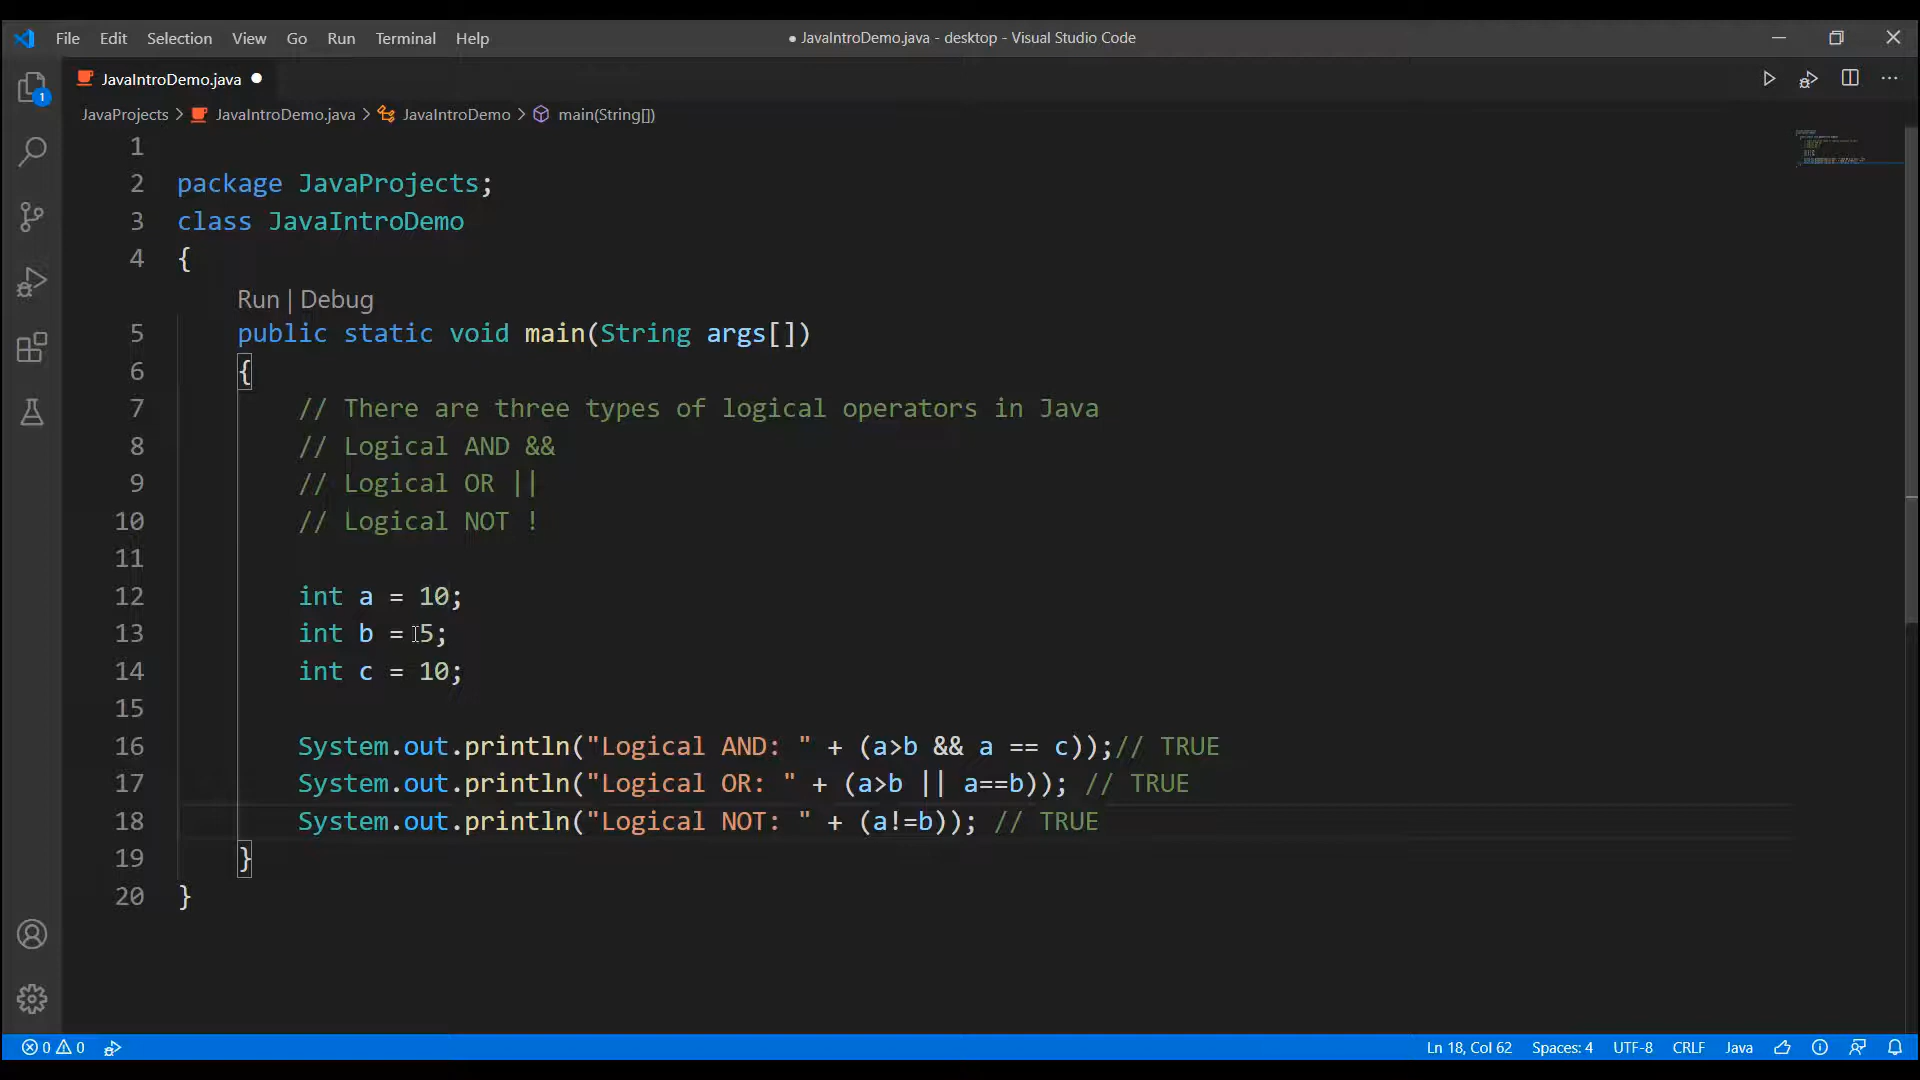 File Edit Selection View Go Run Terminal Help
● JavaIntroDemo.java - desktop - Visual Studio Code
JavaIntroDemo.java ●
JavaProjects > JavaIntroDemo.java > JavaIntroDemo > main(String[])
1
1
2 package JavaProjects;
3 class JavaIntroDemo
4 {
Run | Debug
5 public static void main(String args[])
6 {
7 // There are three types of logical operators in Java
8 // Logical AND &&
9 // Logical OR ||
10 // Logical NOT !
11
12 int a = 10;
13 int b = 5;
14 int c = 10;
15
16 System.out.println("Logical AND: " + (a>b && a == c));// TRUE
17 System.out.println("Logical OR: " + (a>b || a==b)); // TRUE
18 System.out.println("Logical NOT: " + (a!=b)); // TRUE
19 }
20 }
0 0 Ln 18, Col 62 Spaces: 4 UTF-8 CRLF Java